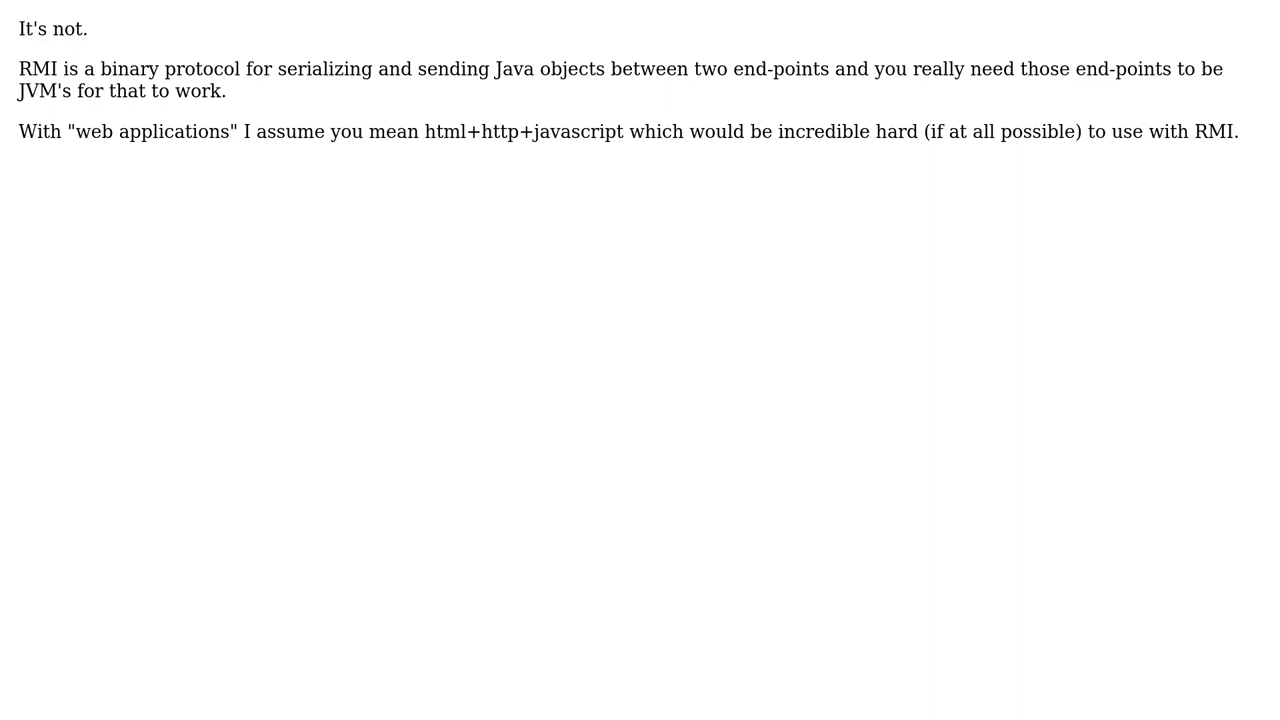 It's not.
RMI is a binary protocol for serializing and sending Java objects between two end-points and you really need those end-points to be
JVM's for that to work.
With "web applications" I assume you mean html+http+javascript which would be incredible hard (if at all possible) to use with RMI.